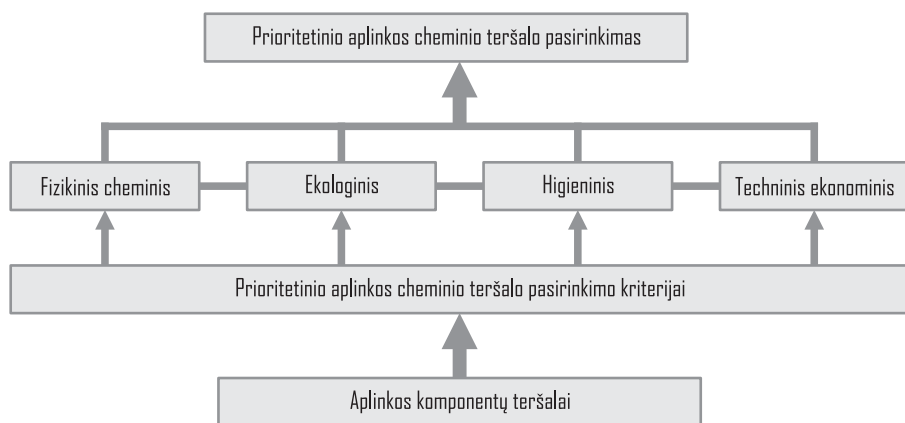 Prioritetinio aplinkos cheminio teršalo pasirinkimas
Fizikinis cheminis
Ekologinis
Higieninis
Techninis ekonominis
Prioritetinio aplinkos cheminio teršalo pasirinkimo kriterijai
Aplinkos komponentų teršalai